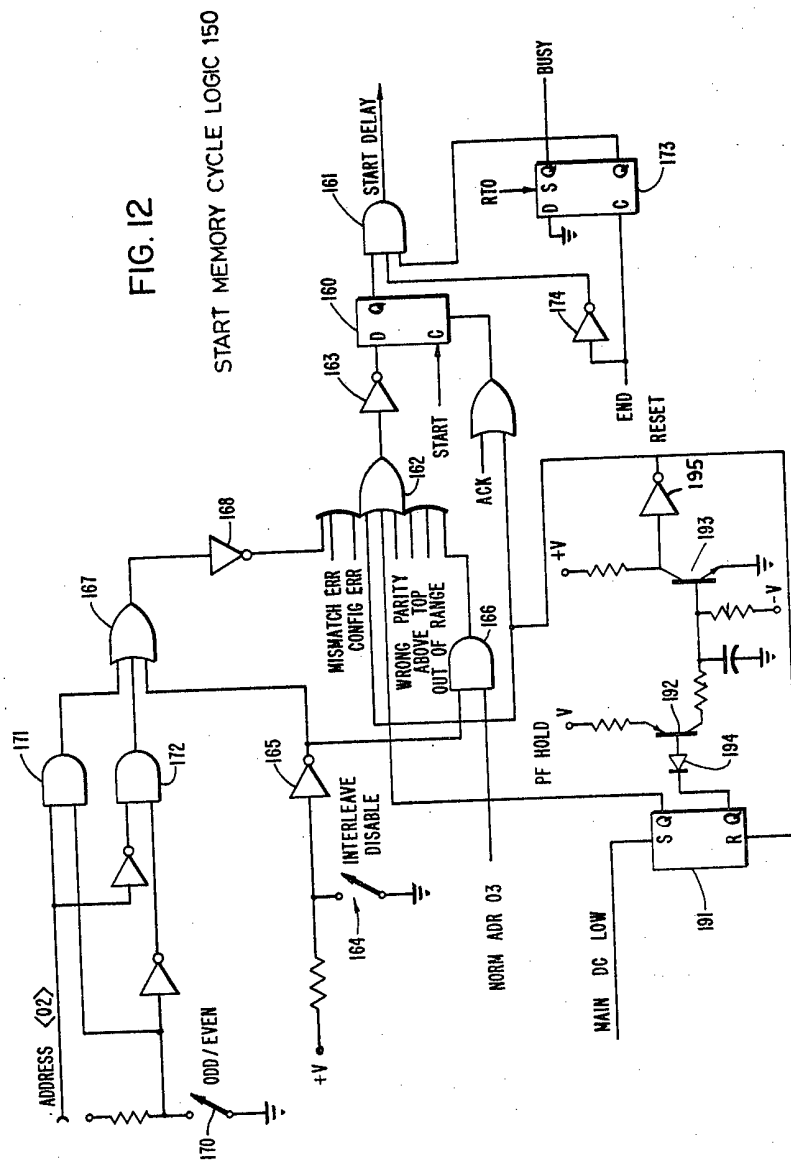 FIG. 12
START MEMORY CYCLE LOGIC 150
ADDRESS <02>
171
167
172
168
170
ODD/EVEN
+V
165
INTERLEAVE
DISABLE
164
MISMATCH ERR
CONFIG ERR
WRONG PARITY
ABOVE TOP
OUT OF RANGE
162
163
160
D Q
C
START
161
START DELAY
ACK
166
NORM ADR 03
174
END
RTO
D S Q
C Q
173
BUSY
RESET
195
+V
193
-V
PF HOLD
V
192
194
MAIN DC LOW
S Q
R Q
191